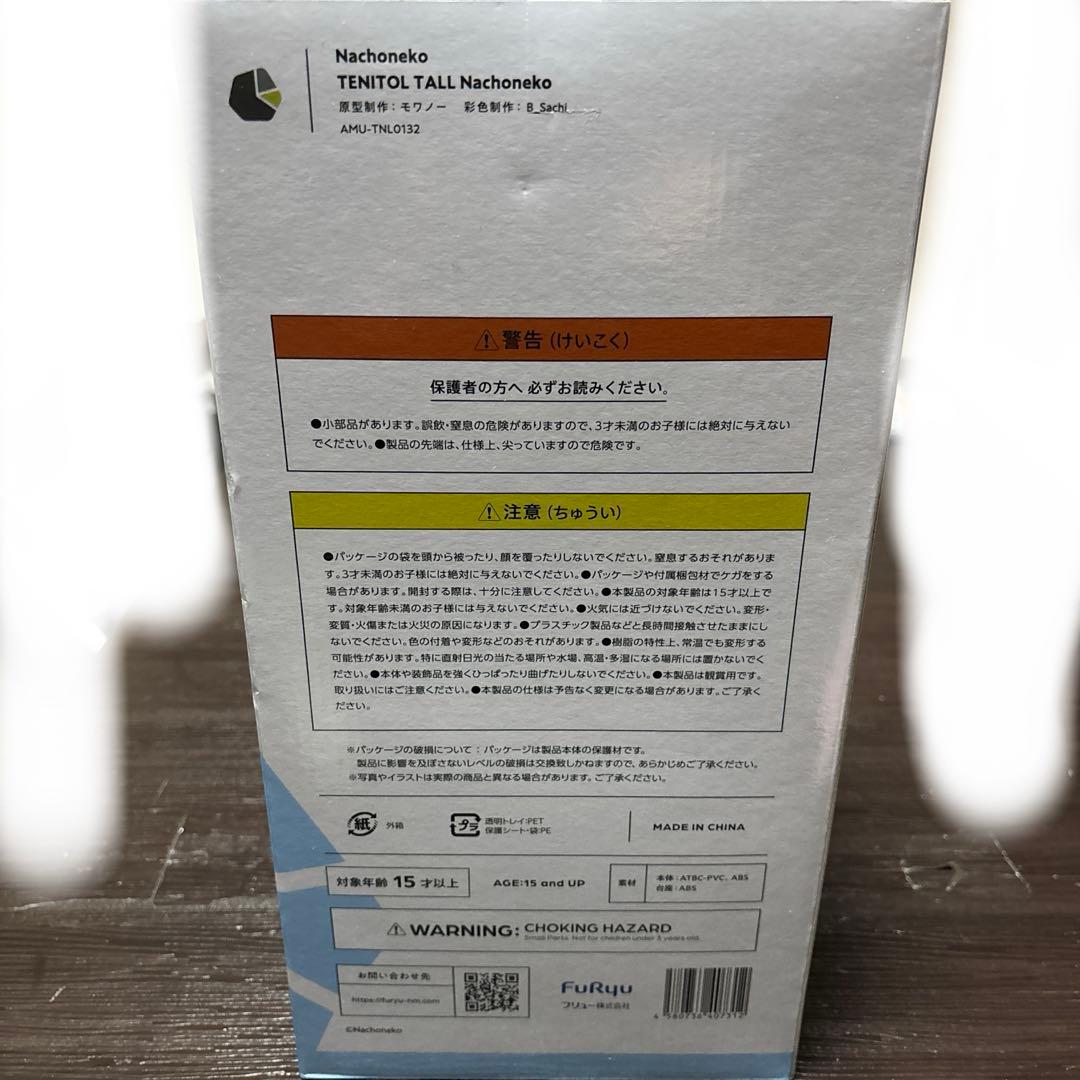 Nachoneko
TENITOL TALL Nachoneko
原型制作：モワノー　彩色制作：B_Sachi
AMU-TNL0132
⚠警告（けいこく）
保護者の方へ 必ずお読みください。
●小部品があります。誤飲・窒息の危険がありますので、3才未満のお子様には絶対に与えない
でください。●製品の先端は、仕様上、尖っていますので危険です。
⚠注意（ちゅうい）
●パッケージの袋を頭から被ったり、顔を覆ったりしないでください。窒息するおそれがありま
す。3才未満のお子様には絶対に与えないでください。●パッケージや付属梱包材でケガをする
場合があります。開封する際は、十分に注意してください。●本製品の対象年齢は15才以上で
す。対象年齢未満のお子様には与えないでください。●火気には近づけないでください。変形・
変質・火傷または火災の原因になります。●プラスチック製品などと長時間接触させたままにし
ないでください。色の付着や変形などのおそれがあります。●樹脂の特性上、常温でも変形する
可能性があります。特に直射日光の当たる場所や水場、高温・多湿になる場所には置かないでく
ださい。●本体や装飾品を強くひっぱったり曲げたりしないでください。●本製品は観賞用です。
取り扱いにはご注意ください。●本製品の仕様は予告なく変更になる場合があります。ご了承く
ださい。
※パッケージの破損について：パッケージは製品本体の保護材です。
製品に影響を及ぼさないレベルの破損は交換致しかねますので、あらかじめご了承ください。
※写真やイラストは実際の商品と異なる場合があります。ご了承ください。
紙 外箱
プラ 透明トレイ:PET
保護シート・袋:PE
MADE IN CHINA
対象年齢 15 才以上
AGE:15 and UP
素材
本体：ATBC-PVC、ABS
台座：ABS
⚠WARNING: CHOKING HAZARD
Small Parts. Not for children under 3 years old.
お問い合わせ先
https://furyu-hm.com
FuRyu
フリュー株式会社
4 580736 407312
©Nachoneko